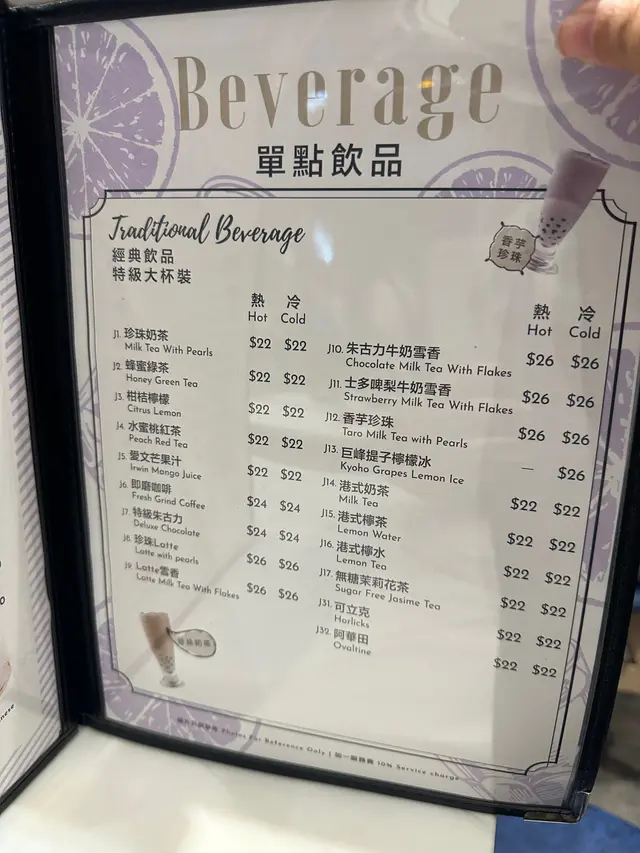 Beverage
單點飲品
Traditional Beverage
經典飲品
特級大杯裝
香芋
珍珠
熱 冷
Hot Cold
J1. 珍珠奶茶
Milk Tea With Pearls $22 $22
J2. 蜂蜜綠茶
Honey Green Tea $22 $22
J3. 柑桔檸檬
Citrus Lemon $22 $22
J4. 水蜜桃紅茶
Peach Red Tea $22 $22
J5. 愛文芒果汁
Irwin Mango Juice $22 $22
J6. 即磨咖啡
Fresh Grind Coffee $24 $24
J7. 特級朱古力
Deluxe Chocolate $24 $24
J8. 珍珠Latte
Latte with pearls $26 $26
J9. Latte雪香
Latte Milk Tea With Flakes $26 $26
熱 冷
Hot Cold
J10. 朱古力牛奶雪香
Chocolate Milk Tea With Flakes $26 $26
J11. 士多啤梨牛奶雪香
Strawberry Milk Tea With Flakes $26 $26
J12. 香芋珍珠
Taro Milk Tea with Pearls $26 $26
J13. 巨峰提子檸檬冰
Kyoho Grapes Lemon Ice — $26
J14. 港式奶茶
Milk Tea $22 $22
J15. 港式檸茶
Lemon Water $22 $22
J16. 港式檸水
Lemon Tea $22 $22
J17. 無糖茉莉花茶
Sugar Free Jasime Tea $22 $22
J31. 可立克
Horlicks $22 $22
J32. 阿華田
Ovaltine $22 $22
珍珠奶茶
Photos For Reference Only | 加一服務費 10% Service charge